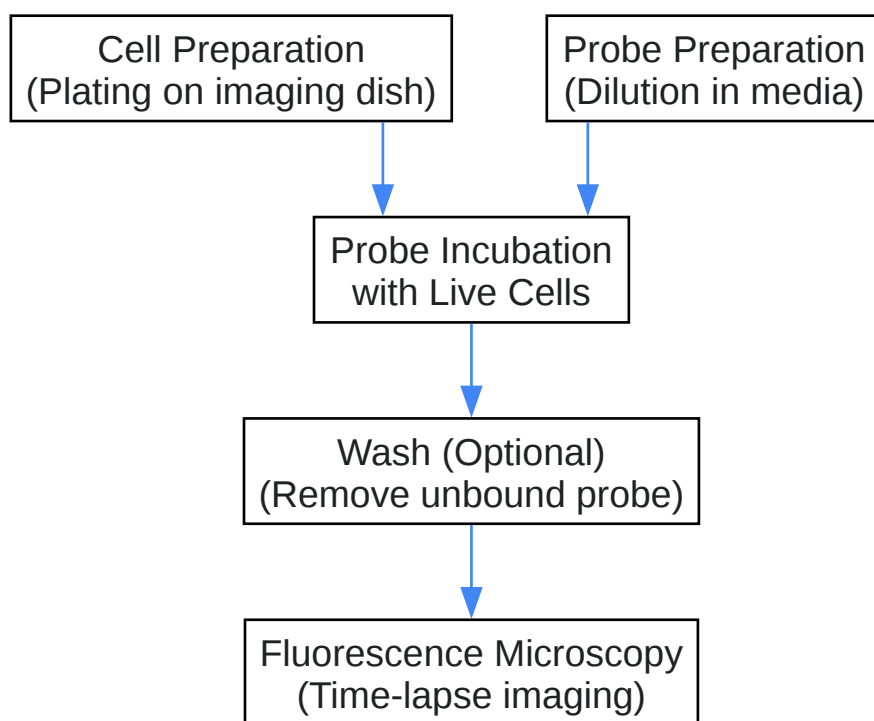 Cell Preparation
(Plating on imaging dish)
Probe Preparation
(Dilution in media)
Probe Incubation
with Live Cells
Wash (Optional)
(Remove unbound probe)
Fluorescence Microscopy
(Time-lapse imaging)